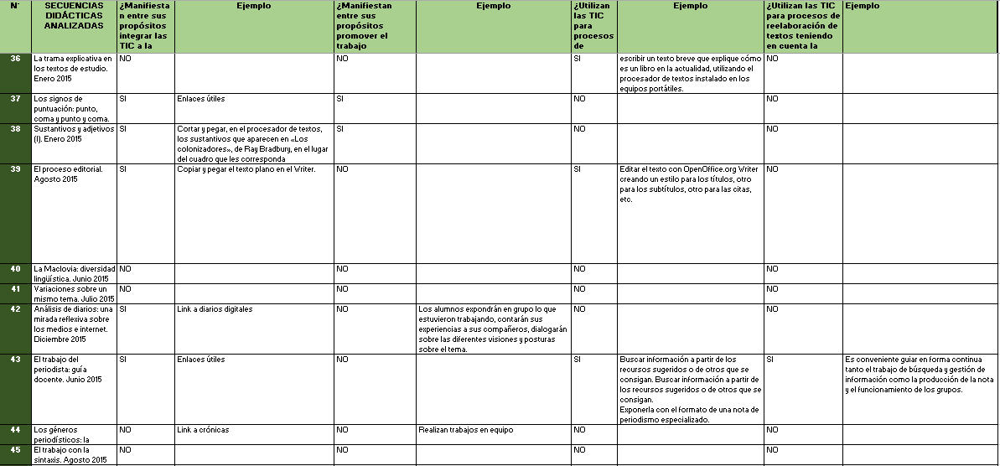 N° SECUENCIAS DIDÁCTICAS ANALIZADAS ¿Manifiesta n entre sus propósitos integrar las TIC a la Ejemplo ¿Manifiestan entre sus propósitos promover el trabajo Ejemplo ¿Utilizan las TIC para procesos de Ejemplo ¿Utilizan las TIC para procesos de reelaboración de textos teniendo en cuenta la Ejemplo
36 La trama explicativa en los textos de estudio. Enero 2015 NO NO SI escribir un texto breve que explique cómo es un libro en la actualidad, utilizando el procesador de textos instalado en los equipos portátiles. NO
37 Los signos de puntuación: punto, coma y punto y coma. SI Enlaces útiles SI NO NO
38 Sustantivos y adjetivos (I). Enero 2015 SI Cortar y pegar, en el procesador de textos, los sustantivos que aparecen en «Los colonizadores», de Ray Bradbury, en el lugar del cuadro que les corresponda SI NO NO
39 El proceso editorial. Agosto 2015 SI Copiar y pegar el texto plano en el Writer. NO SI Editar el texto con OpenOffice.org Writer creando un estilo para los títulos, otro para los subtítulos, otro para las citas, etc. NO
40 La Maclovia: diversidad lingüística. Junio 2015 NO NO NO NO
41 Variaciones sobre un mismo tema. Julio 2015 NO NO NO NO
42 Análisis de diarios: una mirada reflexiva sobre los medios e internet. Diciembre 2015 SI Link a diarios digitales NO Los alumnos expondrán en grupo lo que estuvieron trabajando, contarán sus experiencias a sus compañeros, dialogarán sobre las diferentes visiones y posturas sobre el tema. NO NO
43 El trabajo del periodista: guía docente. Junio 2015 SI Enlaces útiles NO SI Buscar información a partir de los recursos sugeridos o de otros que se consigan. Buscar información a partir de los recursos sugeridos o de otros que se consigan. Exponerla con el formato de una nota de periodismo especializado. SI Es conveniente guiar en forma continua tanto el trabajo de búsqueda y gestión de información como la producción de la nota y el funcionamiento de los grupos.
44 Los géneros periodísticos: la NO Link a crónicas NO Realizan trabajos en equipo NO NO
45 El trabajo con la sintaxis. Agosto 2015 NO NO NO NO